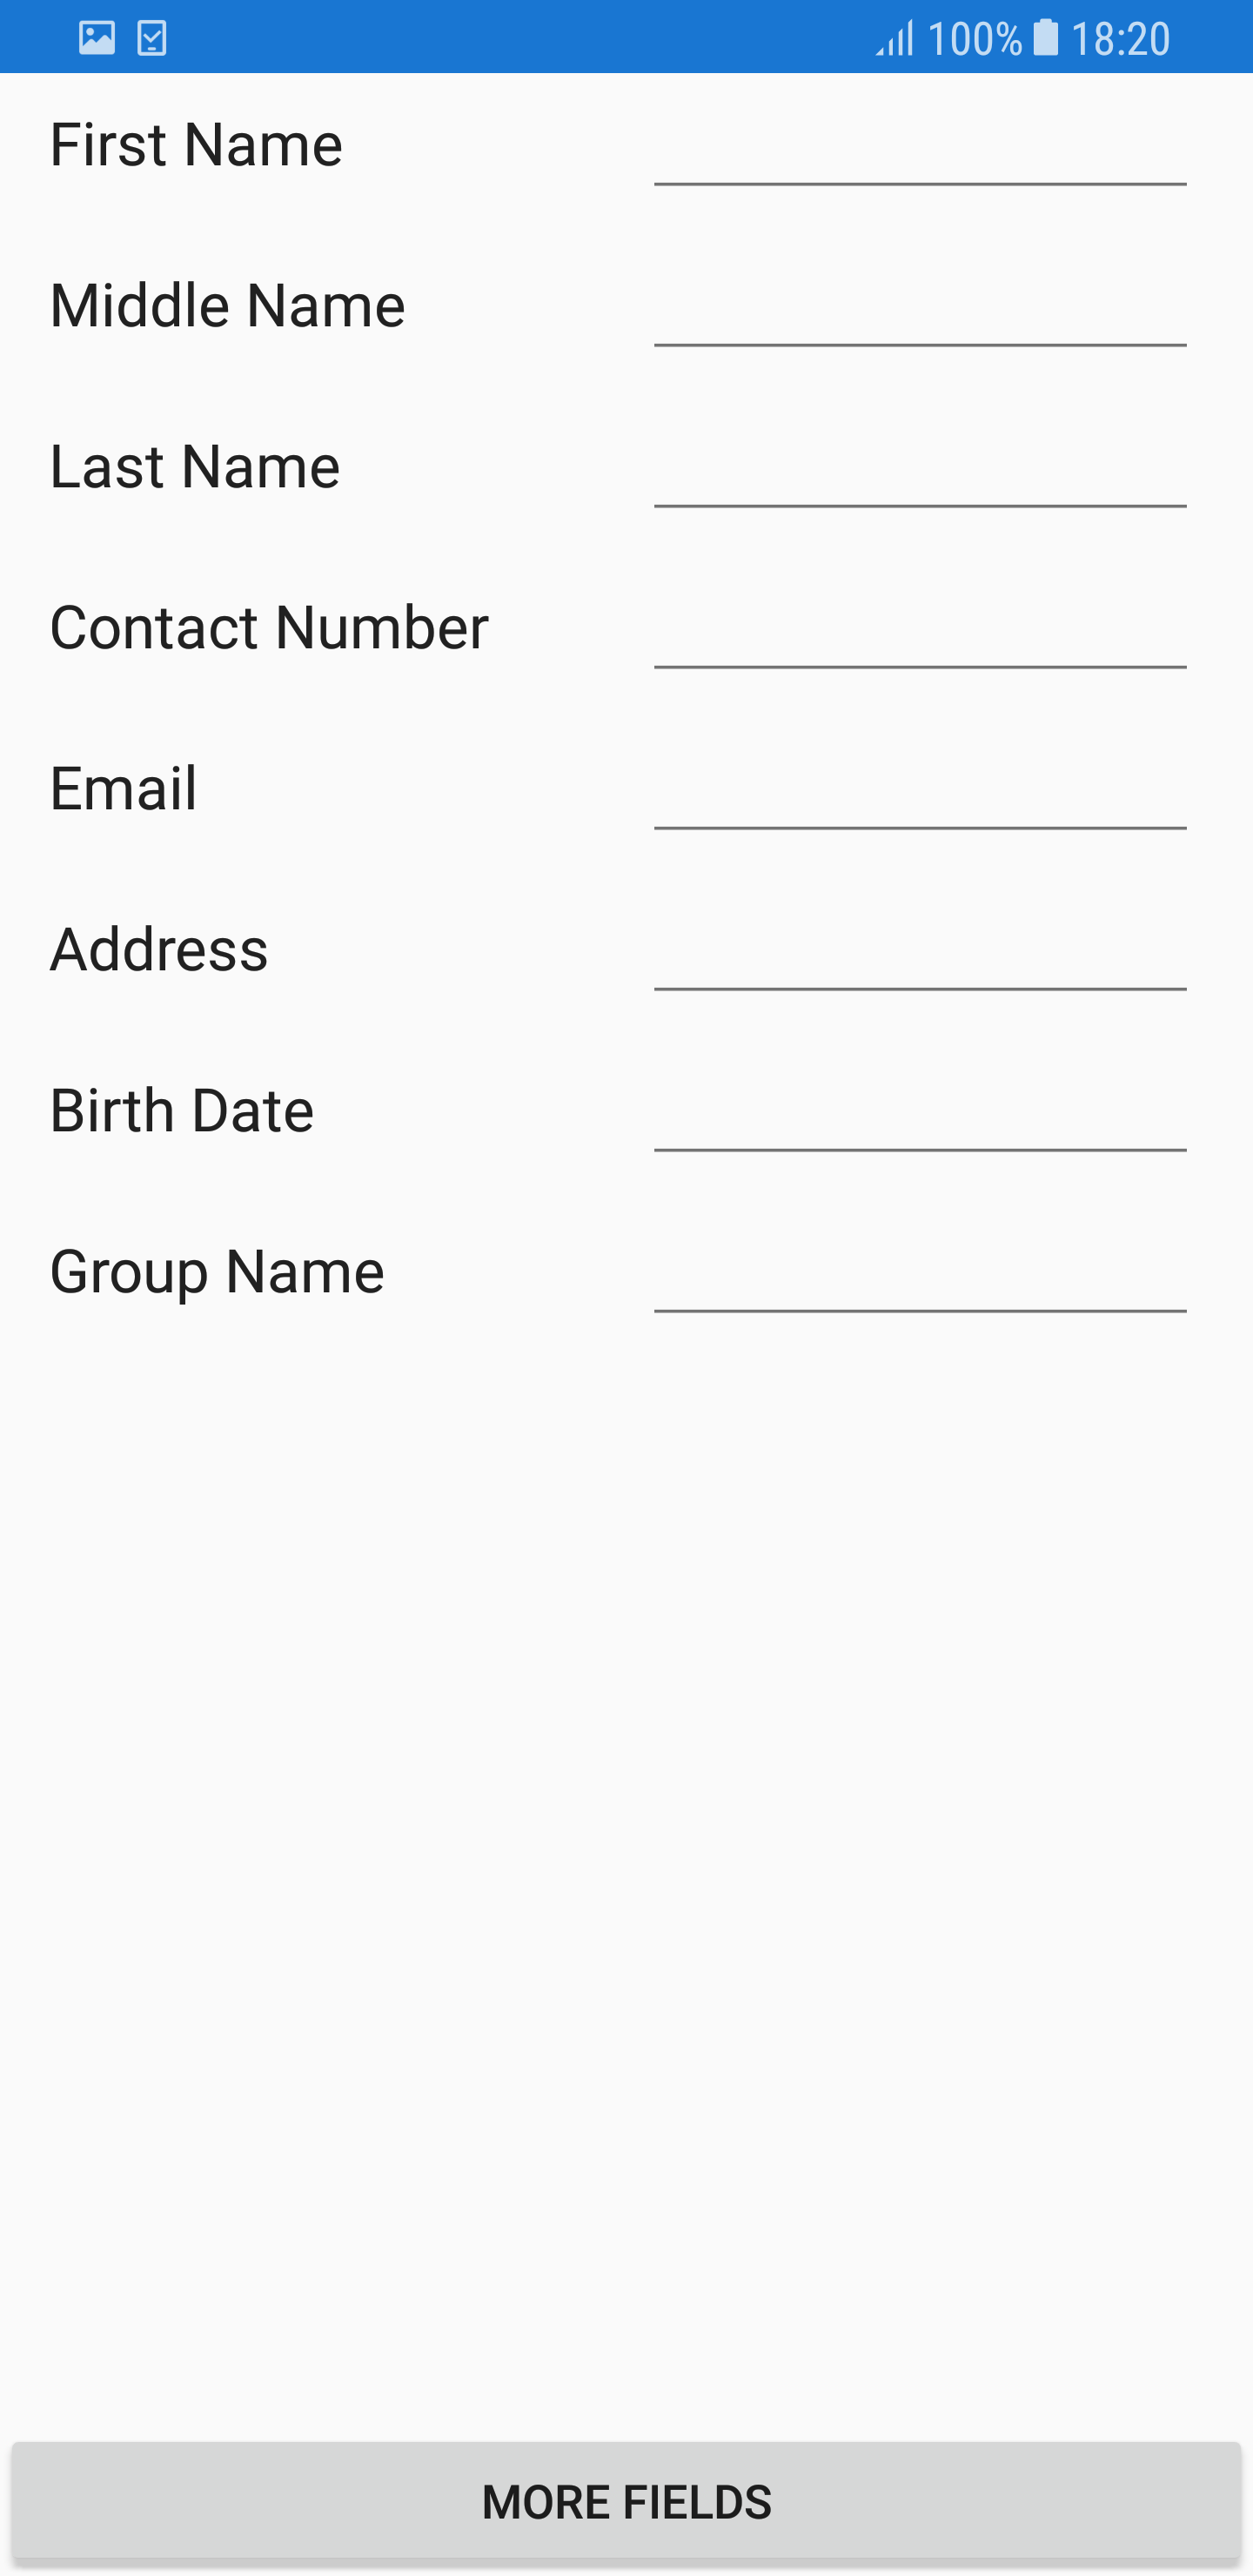 100% 18:20
First Name
Middle Name
Last Name
Contact Number
Email
Address
Birth Date
Group Name
MORE FIELDS